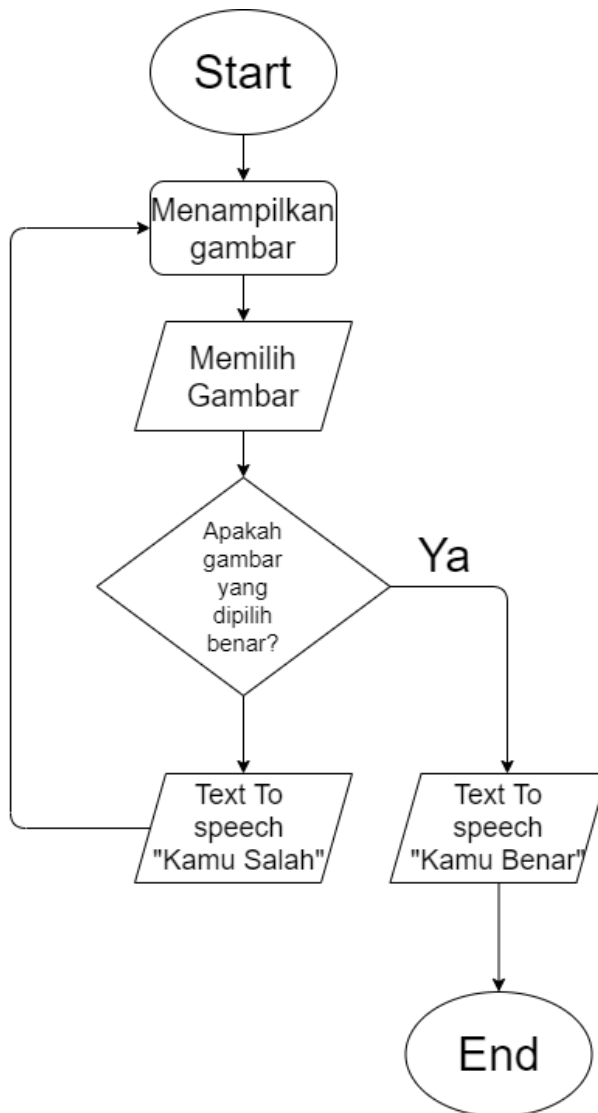 Start
Menampilkan
gambar
Memilih
Gambar
Apakah
gambar
yang
dipilih
benar?
Ya
Text To
speech
"Kamu Salah"
Text To
speech
"Kamu Benar"
End